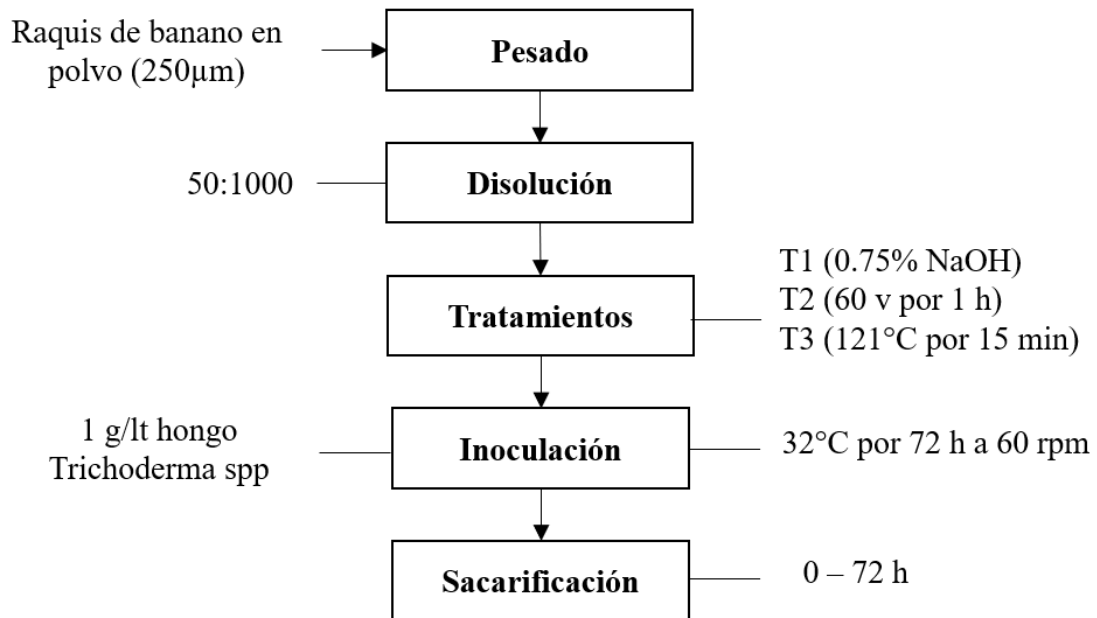 Raquis de banano en
polvo (250µm)
Pesado
50:1000
Disolución
Tratamientos
T1 (0.75% NaOH)
T2 (60 v por 1 h)
T3 (121°C por 15 min)
1 g/lt hongo
Trichoderma spp
Inoculación
32°C por 72 h a 60 rpm
Sacarificación
0 – 72 h